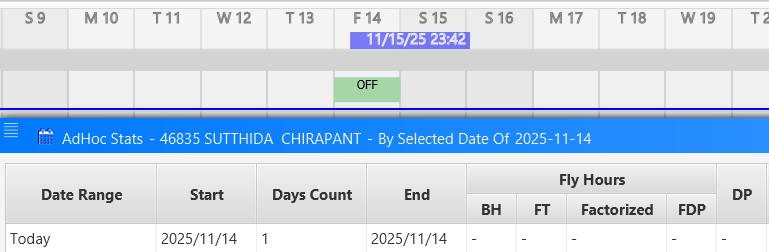 S 9 M 10 T 11 W 12 T 13 F 14 S 15 S 16 M 17 T 18 W 19 T 2
11/15/25 23:42
OFF
AdHoc Stats - 46835 SUTTHIDA CHIRAPANT - By Selected Date Of 2025-11-14
Date Range Start Days Count End Fly Hours DP
BH FT Factorized FDP
Today 2025/11/14 1 2025/11/14 - - - - -